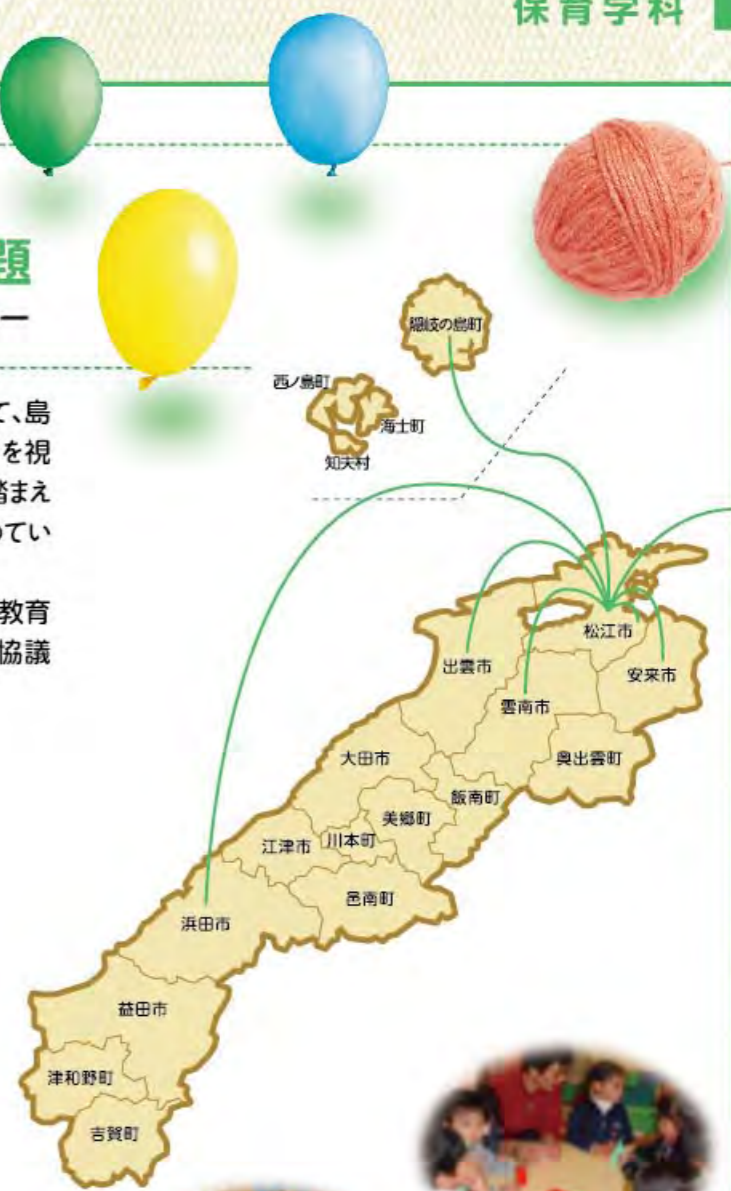 保育学科
題
ー
て、島
を視
踏まえ
めてい
教育
協議
隠岐の島町
西ノ島町
海士町
知夫村
松江市
出雲市
安来市
雲南市
大田市
奥出雲町
飯南町
美郷町
江津市
川本町
邑南町
浜田市
益田市
津和野町
吉賀町